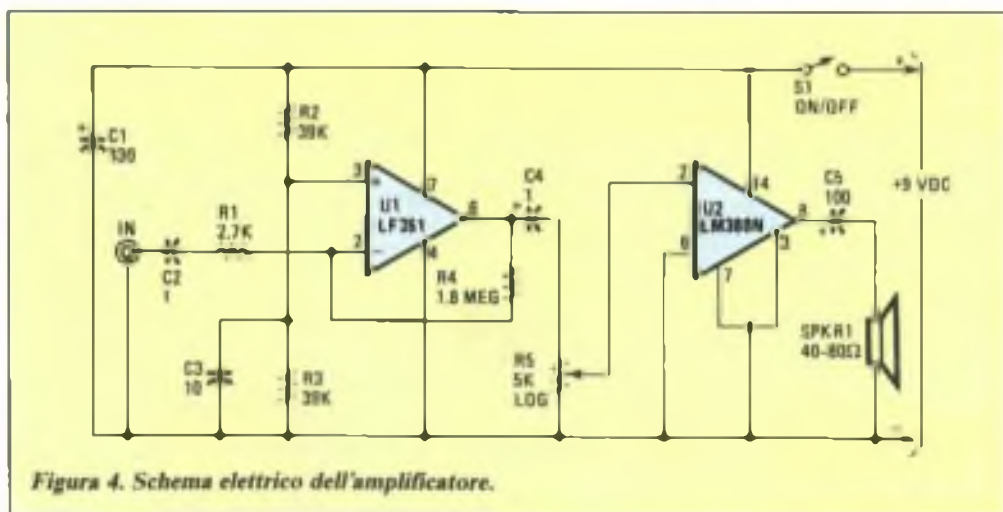 R2
39K
S1
ON/OFF
C1
IN
R1
2.7K
C2
1
3
+
2
−
U1
LF351
7
4
6
C4
1
R4
1.8 MEG
C3
10
R3
39K
R5
5K
LOG
2
6
U2
14
8
3
7
C5
100
+9 VDC
SPKR1
40-80Ω
Figura 4. Schema elettrico dell'amplificatore.